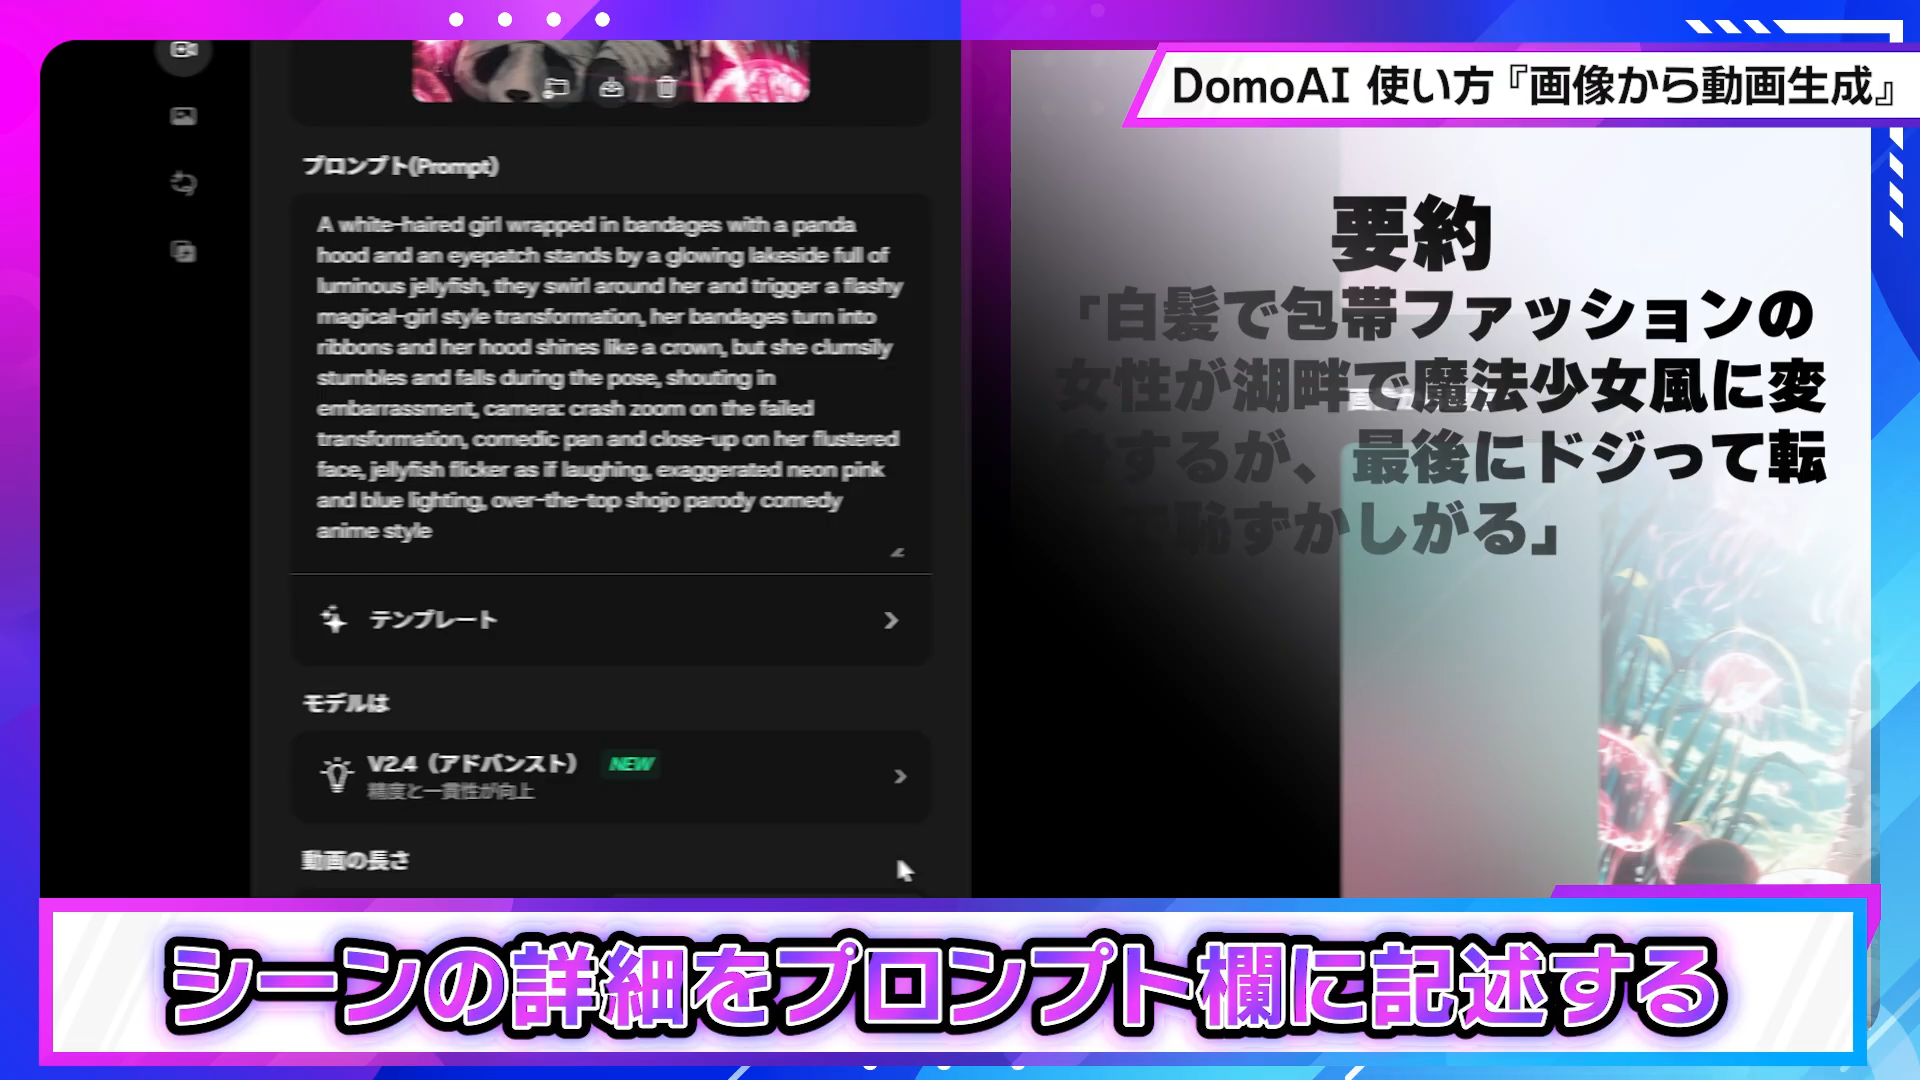 DomoAI 使い方『画像から動画生成』
プロンプト(Prompt)
A white-haired girl wrapped in bandages with a panda
hood and an eyepatch stands by a glowing lakeside full of
luminous jellyfish, they swirl around her and trigger a flashy
magical-girl style transformation, her bandages turn into
ribbons and her hood shines like a crown, but she clumsily
stumbles and falls during the pose, shouting in
embarrassment, camera: crash zoom on the failed
transformation, comedic pan and close-up on her flustered
face, jellyfish flicker as if laughing, exaggerated neon pink
and blue lighting, over-the-top shojo parody comedy
anime style
テンプレート
モデルは
V2.4（アドバンスト） NEW
精度と一貫性が向上
動画の長さ
要約
「白髪で包帯ファッションの
女性が湖畔で魔法少女風に変
するが、最後にドジって転
恥ずかしがる」
シーンの詳細をプロンプト欄に記述する